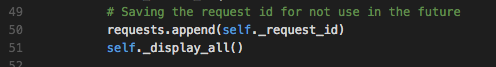 49 # Saving the request id for not use in the future
50 requests.append(self._request_id)
51 self._display_all()
52